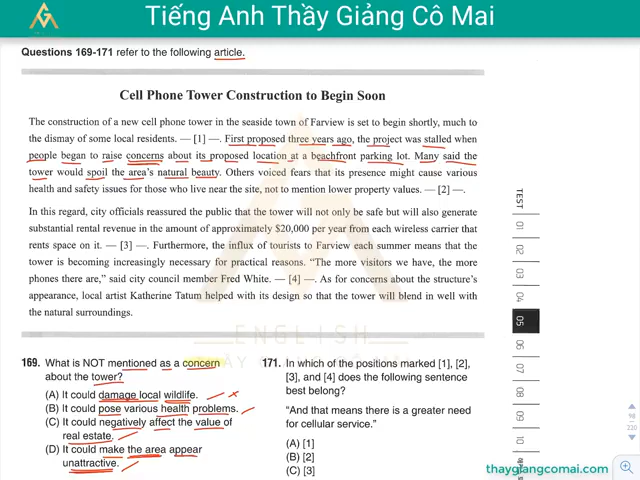 Tiếng Anh Thầy Giảng Cô Mai
Questions 169-171 refer to the following article.
Cell Phone Tower Construction to Begin Soon
The construction of a new cell phone tower in the seaside town of Farview is set to begin shortly, much to
the dismay of some local residents. —[1] —. First proposed three years ago, the project was stalled when
people began to raise concerns about its proposed location at a beachfront parking lot. Many said the
tower would spoil the area's natural beauty. Others voiced fears that its presence might cause various
health and safety issues for those who live near the site, not to mention lower property values. —[2] —.
In this regard, city officials reassured the public that the tower will not only be safe but will also generate
substantial rental revenue in the amount of approximately $20,000 per year from each wireless carrier that
rents space on it. —[3] —. Furthermore, the influx of tourists to Farview each summer means that the
tower is becoming increasingly necessary for practical reasons. “The more visitors we have, the more
phones there are,” said city council member Fred White. —[4] —. As for concerns about the structure's
appearance, local artist Katherine Tatum helped with its design so that the tower will blend in well with
the natural surroundings.
ENGLISH
169. What is NOT mentioned as a concern
about the tower?
(A) It could damage local wildlife.
(B) It could pose various health problems.
(C) It could negatively affect the value of
real estate.
(D) It could make the area appear
unattractive.
171. In which of the positions marked [1], [2],
[3], and [4] does the following sentence
best belong?
“And that means there is a greater need
for cellular service.”
(A) [1]
(B) [2]
(C) [3]
TEST
01
02
03
04
05
06
07
08
09
10
98
220
thaygiangcomai.com